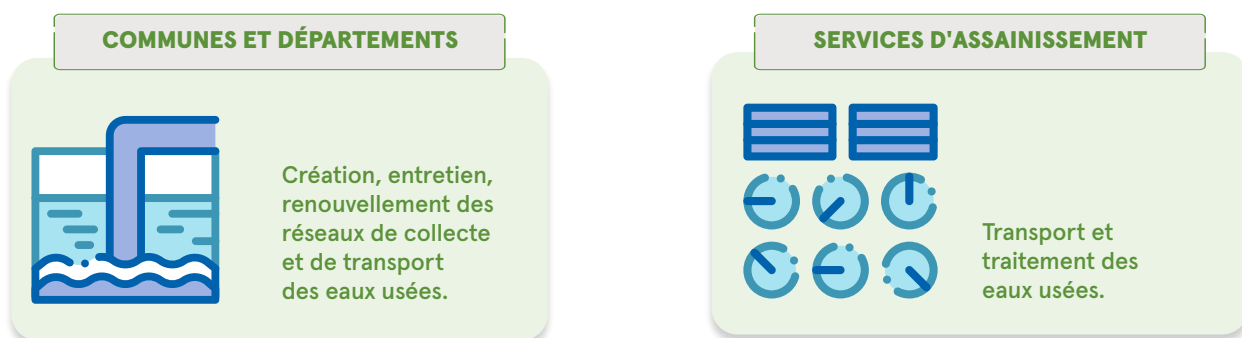 COMMUNES ET DÉPARTEMENTS
Création, entretien,
renouvellement des
réseaux de collecte
et de transport
des eaux usées.
SERVICES D'ASSAINISSEMENT
Transport et
traitement des
eaux usées.